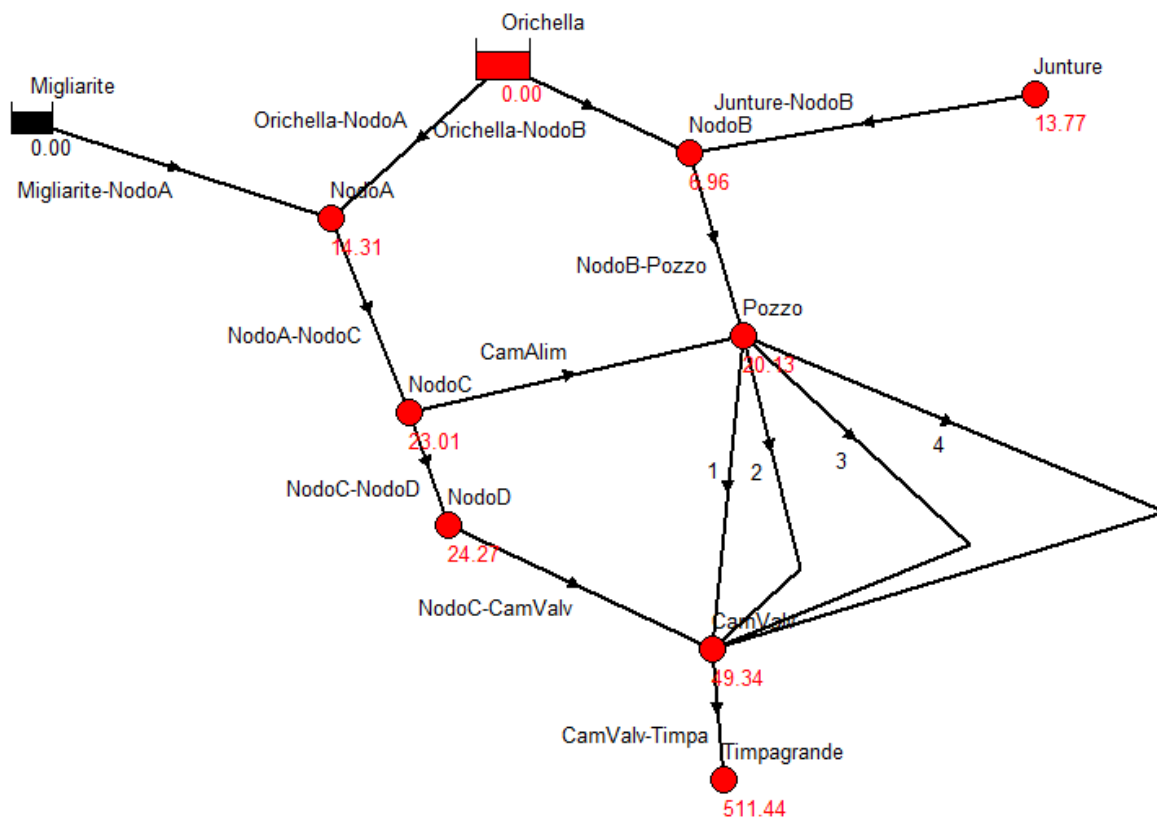 Orichella
0.00
Junture
13.77
Migliarite
0.00
Orichella-NodoA
Orichella-NodoB
Junture-NodoB
NodoB
6.96
Migliarite-NodoA
NodoA
14.31
NodoB-Pozzo
NodoA-NodoC
Pozzo
20.13
CamAlim
NodoC
23.01
1
2
3
4
NodoC-NodoD
NodoD
24.27
NodoC-CamValv
CamValv
49.34
CamValv-Timpa
Timpagrande
511.44